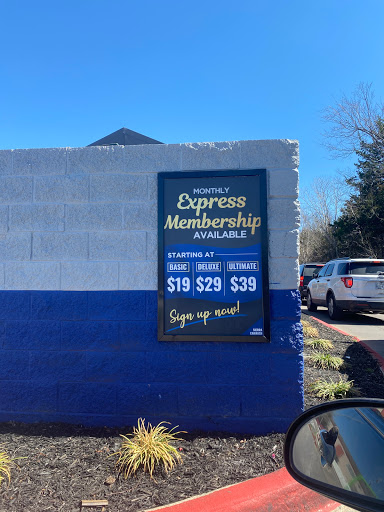 MONTHLY
Express
Membership
AVAILABLE
STARTING AT
BASIC DELUXE ULTIMATE
$19 $29 $39
Sign up now!